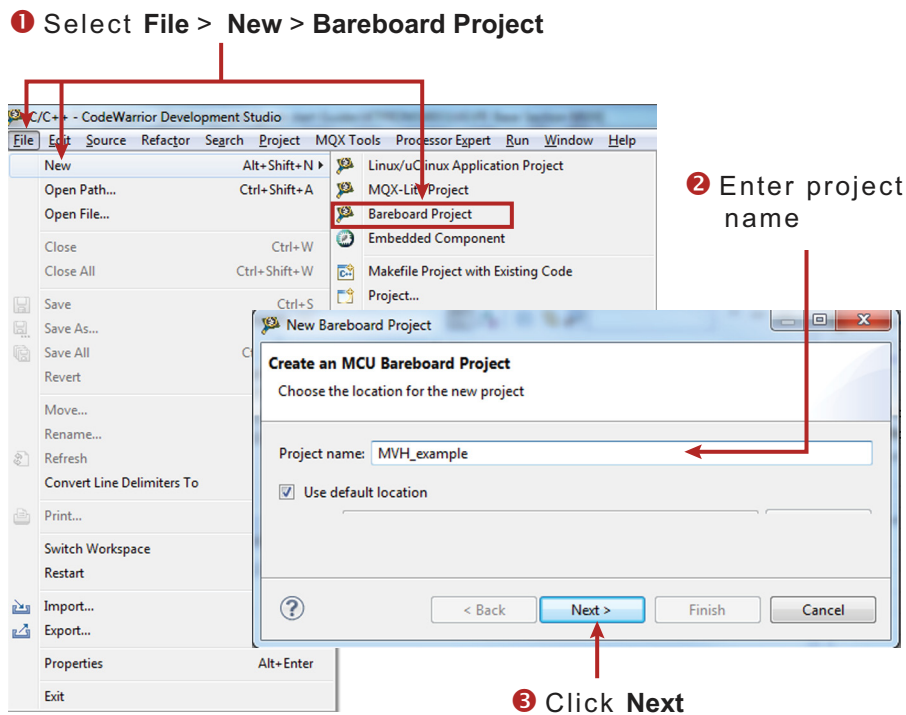 ❶ Select File > New > Bareboard Project
C/C++ - CodeWarrior Development Studio
File Edit Source Refactor Search Project MQX Tools Processor Expert Run Window Help
New Alt+Shift+N
Open Path... Ctrl+Shift+A
Open File...
Close Ctrl+W
Close All Ctrl+Shift+W
Save Ctrl+S
Save As...
Save All
Revert
Move...
Rename...
Refresh
Convert Line Delimiters To
Print...
Switch Workspace
Restart
Import...
Export...
Properties Alt+Enter
Exit
Linux/uClinux Application Project
MQX-Lite Project
Bareboard Project
Embedded Component
Makefile Project with Existing Code
Project...
❷ Enter project
name
New Bareboard Project
Create an MCU Bareboard Project
Choose the location for the new project
Project name: MVH_example
Use default location
< Back Next > Finish Cancel
❸ Click Next